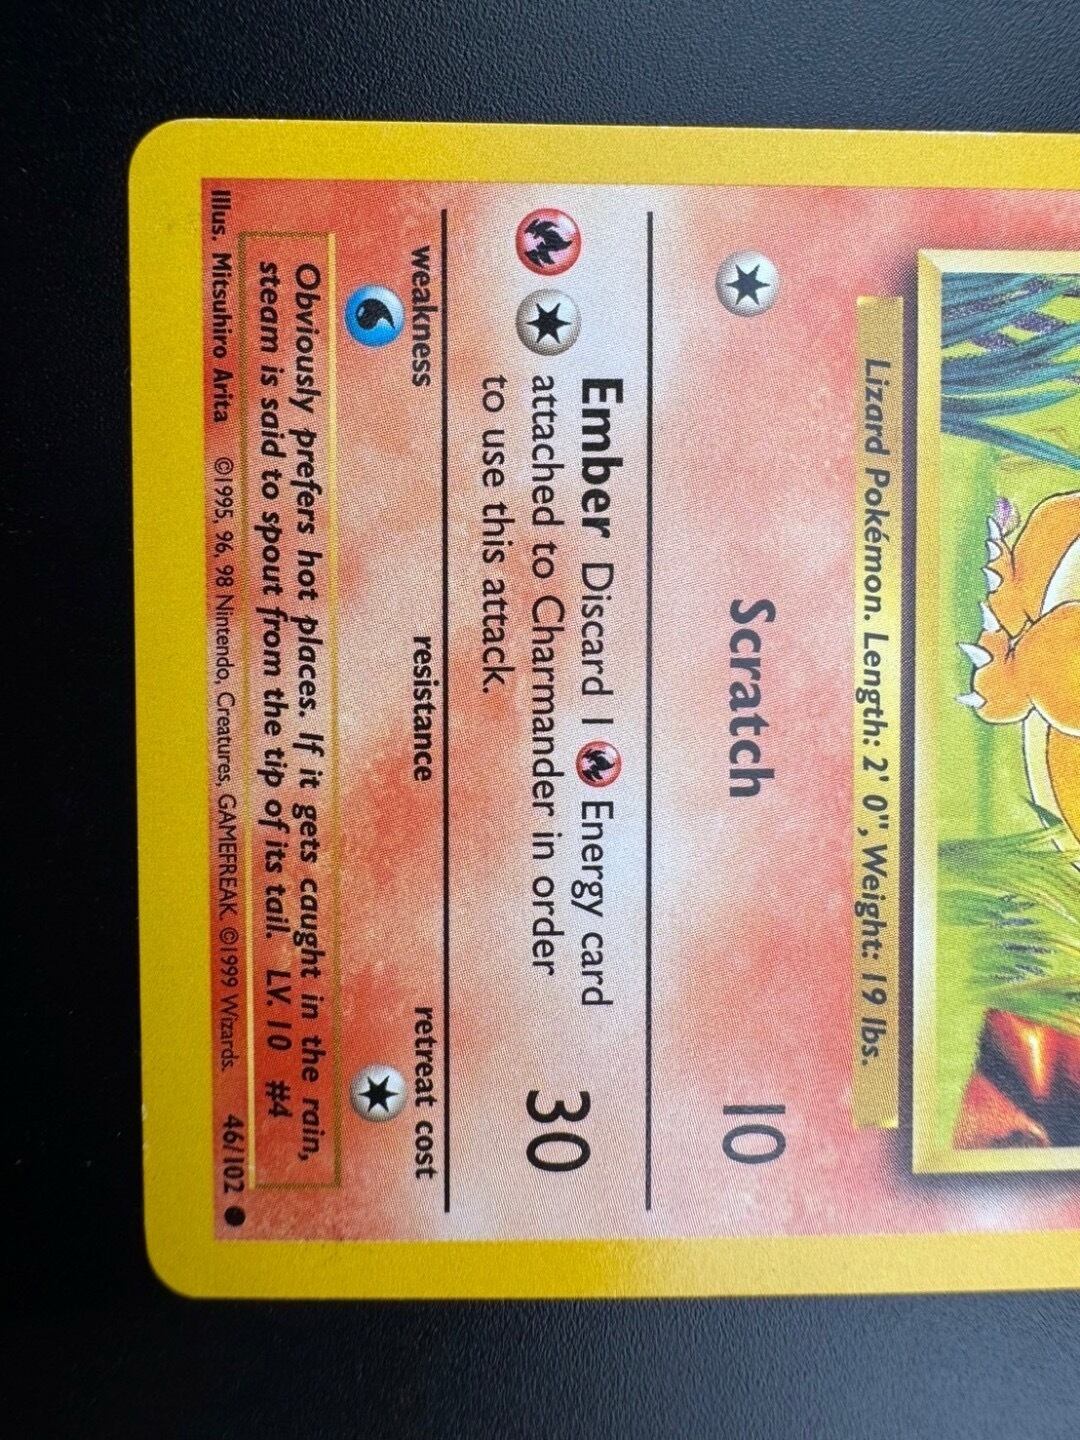 Lizard Pokémon. Length: 2' 0", Weight: 19 lbs.
Scratch 10
Ember Discard 1 Energy card
attached to Charmander in order
to use this attack.
30
weakness resistance retreat cost
Obviously prefers hot places. If it gets caught in the rain,
steam is said to spout from the tip of its tail. LV. 10 #4
Illus. Mitsuhiro Arita ©1995, 96, 98 Nintendo, Creatures, GAMEFREAK. ©1999 Wizards. 46/102